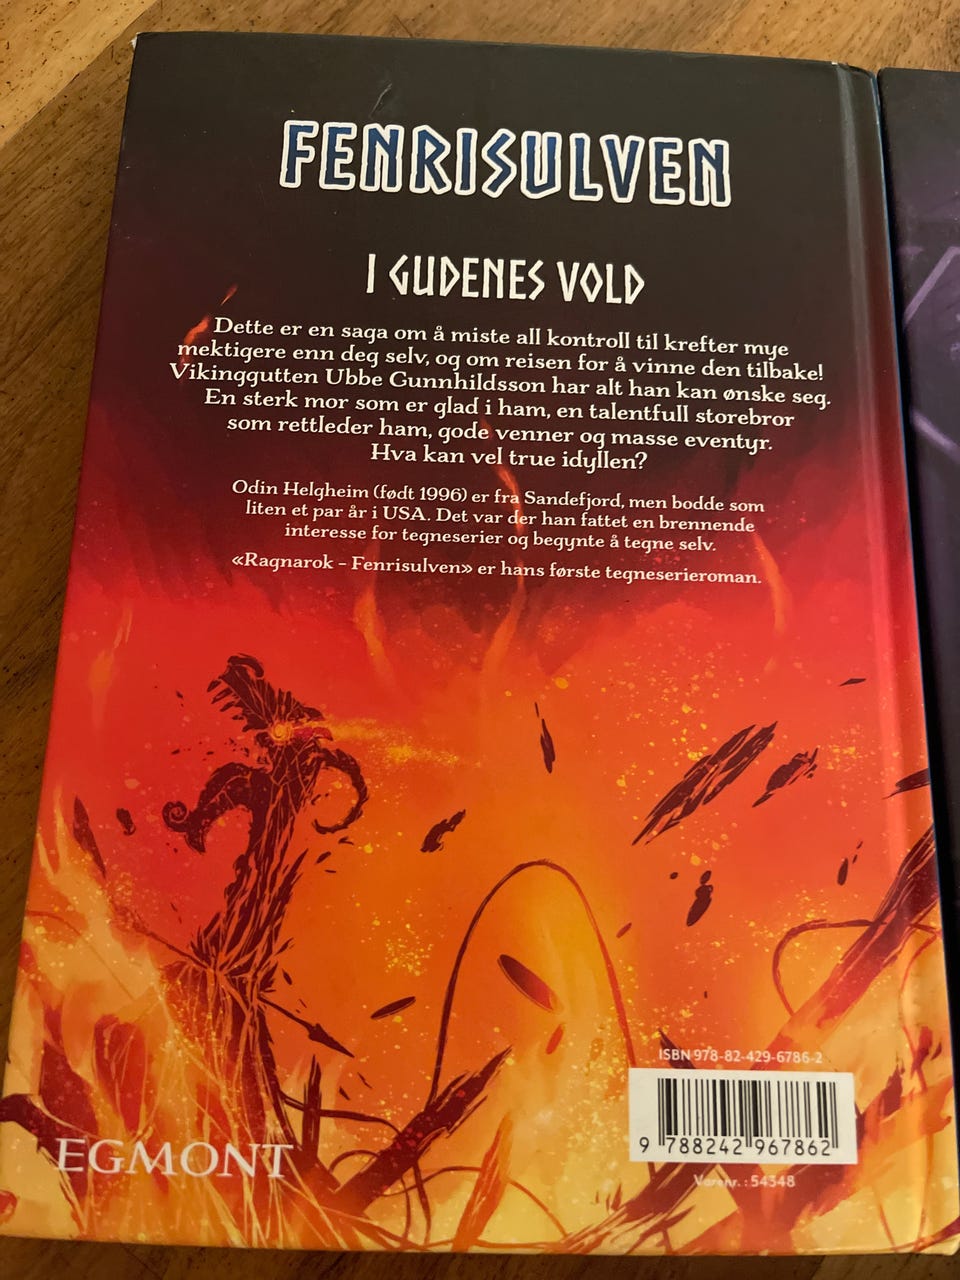 FENRISULVEN
I GUDENES VOLD
Dette er en saga om å miste all kontroll til krefter mye
mektigere enn deg selv, og om reisen for å vinne den tilbake!
Vikinggutten Ubbe Gunnhildsson har alt han kan ønske seg.
En sterk mor som er glad i ham, en talentfull storebror
som rettleder ham, gode venner og masse eventyr.
Hva kan vel true idyllen?
Odin Helgheim (født 1996) er fra Sandefjord, men bodde som
liten et par år i USA. Det var der han fattet en brennende
interesse for tegneserier og begynte å tegne selv.
«Ragnarok – Fenrisulven» er hans første tegneserieroman.
ISBN 978-82-429-6786-2
9 788242 967862
EGMONT
Varenr.: 54348